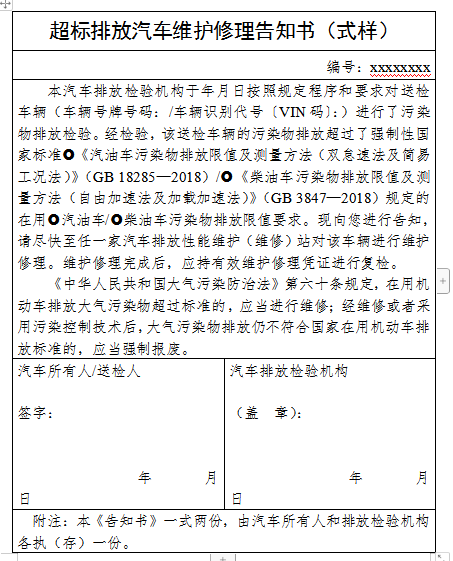 超标排放汽车维护修理告知书（式样）
编号：xxxxxxxx
本汽车排放检验机构于年月日按照规定程序和要求对送检
车辆（车辆号牌号码：/车辆识别代号〔VIN 码〕：）进行了污染
物排放检验。经检验，该送检车辆的污染物排放超过了强制性国
家标准O《汽油车污染物排放限值及测量方法（双怠速法及简易
工况法）》（GB 18285—2018）/O《柴油车污染物排放限值及测
量方法（自由加速法及加载加速法）》（GB 3847—2018）规定的
在用O汽油车/O柴油车污染物排放限值要求。现向您进行告知，
请尽快至任一家汽车排放性能维护（维修）站对该车辆进行维护
修理。维护修理完成后，应持有效维护修理凭证进行复检。
《中华人民共和国大气污染防治法》第六十条规定，在用机
动车排放大气污染物超过标准的，应当进行维修；经维修或者采
用污染控制技术后，大气污染物排放仍不符合国家在用机动车排
放标准的，应当强制报废。
汽车所有人/送检人
签字：
年 月
日
汽车排放检验机构
（盖 章）：
年 月
日
附注：本《告知书》一式两份，由汽车所有人和排放检验机构
各执（存）一份。